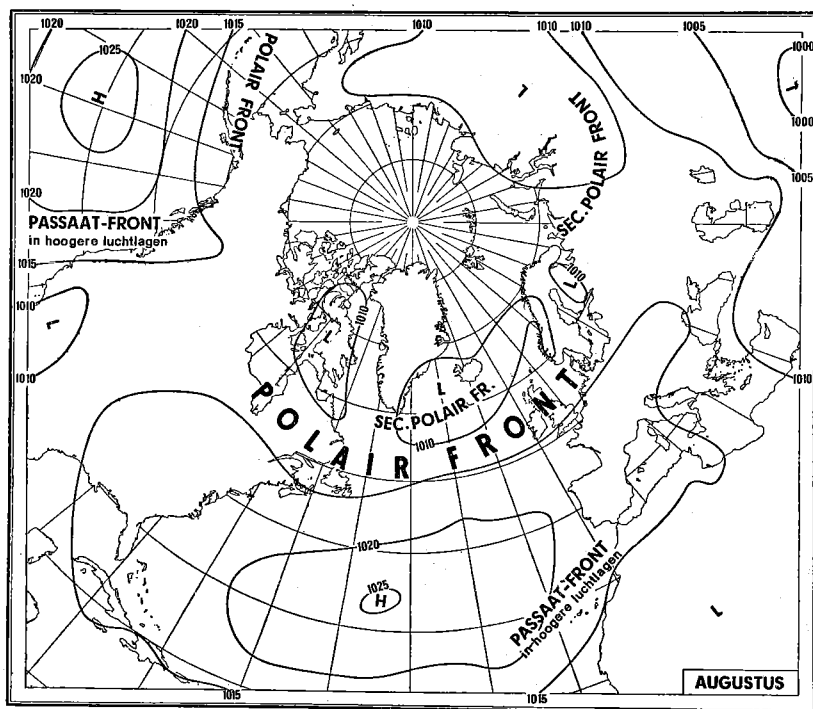 1020
1020
1015
1010
1010
1010
1005
1025
1000
1020
H
POLAIR FRONT
L
SEC. POLAIR FRONT
L
1000
1020
1005
PASSAAT-FRONT
in hoogere luchtlagen
1015
1010
L
1010
1010
L
L
1010
1010
L
SEC. POLAIR FR.
1010
POLAIR FRONT
1020
1025
H
PASSAAT-FRONT
in hoogere luchtlagen
L
1015
1015
AUGUSTUS